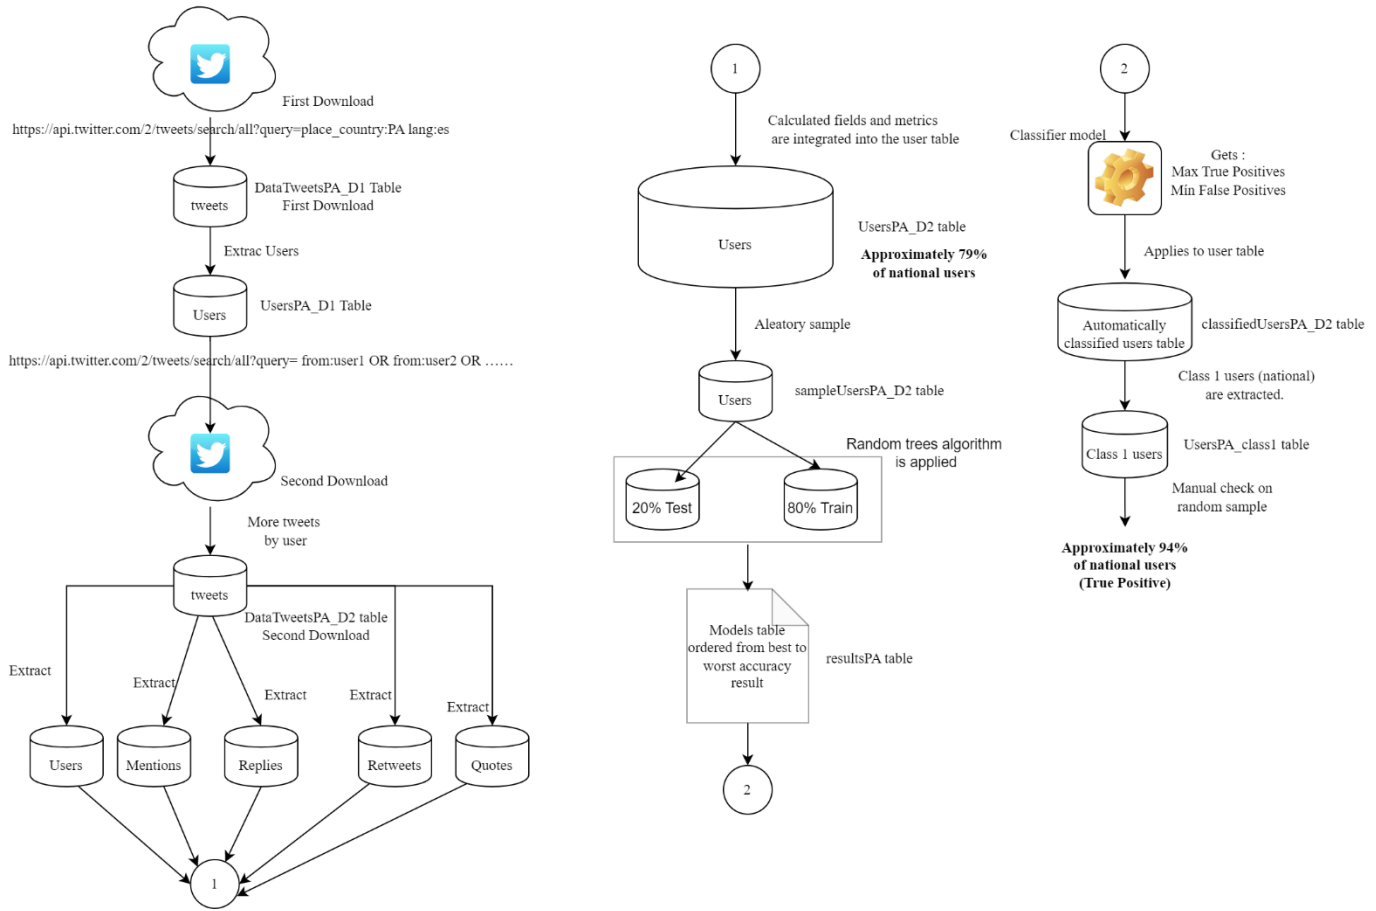 First Download
https://api.twitter.com/2/tweets/search/all?query=place_country:PA lang:es
tweets
DataTweetsPA_D1 Table
First Download
Extrac Users
Users
UsersPA_D1 Table
https://api.twitter.com/2/tweets/search/all?query= from:user1 OR from:user2 OR ……
Second Download
More tweets
by user
tweets
DataTweetsPA_D2 table
Second Download
Extract
Extract
Extract
Extract
Extract
Users
Mentions
Replies
Retweets
Quotes
1
1
Calculated fields and metrics
are integrated into the user table
Users
UsersPA_D2 table
Approximately 79%
of national users
Aleatory sample
Users
sampleUsersPA_D2 table
Random trees algorithm
is applied
20% Test
80% Train
Models table
ordered from best to
worst accuracy
result
resultsPA table
2
2
Classifier model
Gets :
Max True Positives
Min False Positives
Applies to user table
Automatically
classified users table
classifiedUsersPA_D2 table
Class 1 users (national)
are extracted.
Class 1 users
UsersPA_class1 table
Manual check on
random sample
Approximately 94%
of national users
(True Positive)